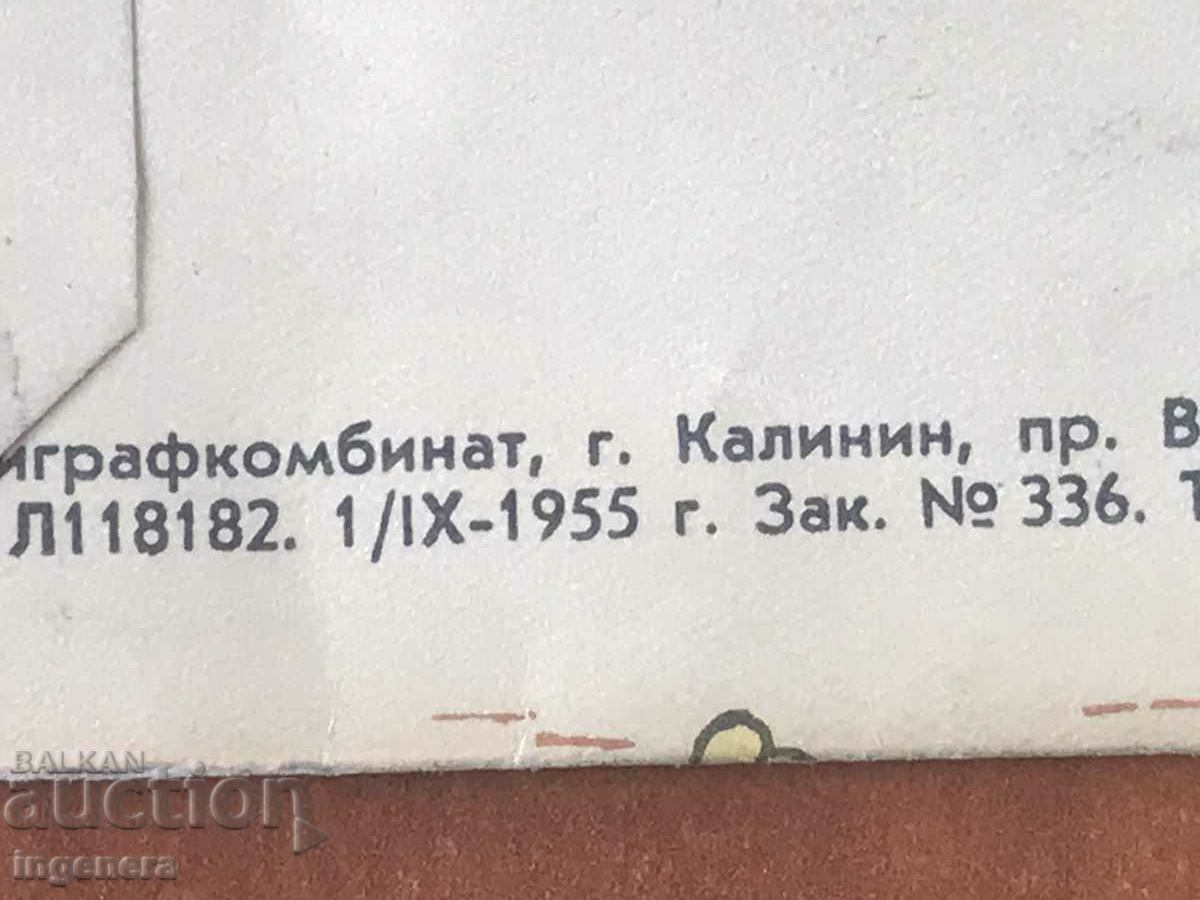 играфкомбинат, г. Калинин, пр. В
Л118182. 1/IX-1955 г. Зак. № 336. Т
BALKAN
auction
ingenera